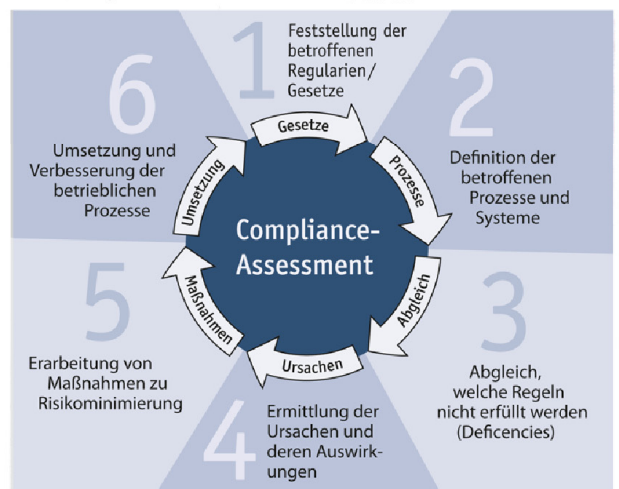 1
Feststellung der
betroffenen
Regularien/
Gesetze
2
Definition der
betroffenen
Prozesse und
Systeme
3
Abgleich,
welche Regeln
nicht erfüllt werden
(Deficencies)
4
Ermittlung der
Ursachen und
deren Auswirk-
ungen
5
Erarbeitung von
Maßnahmen zu
Risikominimierung
6
Umsetzung und
Verbesserung der
betrieblichen
Prozesse
Gesetze
Prozesse
Abgleich
Ursachen
Maßnahmen
Umsetzung
Compliance-
Assessment